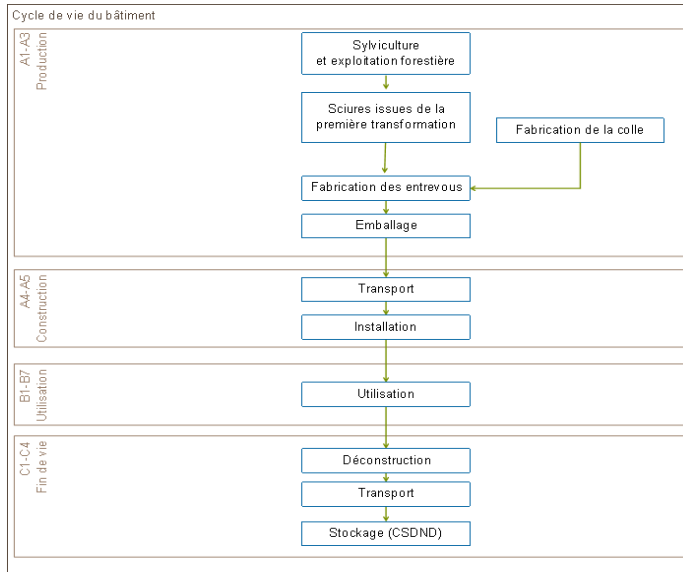 Cycle de vie du bâtiment
A1-A3
Production
Sylviculture
et exploitation forestière
Sciures issues de la
première transformation
Fabrication de la colle
Fabrication des entrevous
Emballage
A4-A5
Construction
Transport
Installation
B1-B7
Utilisation
Utilisation
C1-C4
Fin de vie
Déconstruction
Transport
Stockage (CSDND)